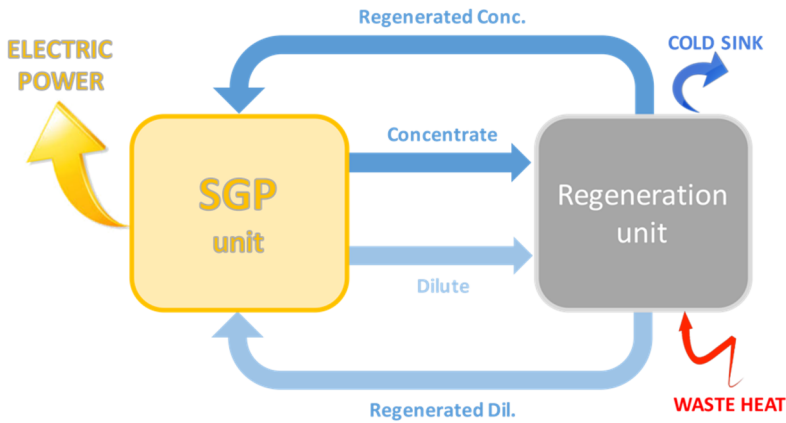 Regenerated Conc.
ELECTRIC
POWER
COLD SINK
Concentrate
SGP
unit
Regeneration
unit
Dilute
WASTE HEAT
Regenerated Dil.